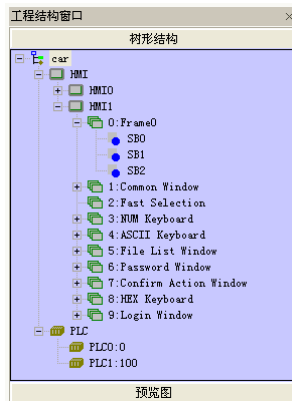 工程结构窗口
树形结构
car
HMI
HMI0
HMI1
0:Frame0
SB0
SB1
SB2
1:Common Window
2:Fast Selection
3:NUM Keyboard
4:ASCII Keyboard
5:File List Window
6:Password Window
7:Confirm Action Window
8:HEX Keyboard
9:Login Window
PLC
PLC0:0
PLC1:100
预览图